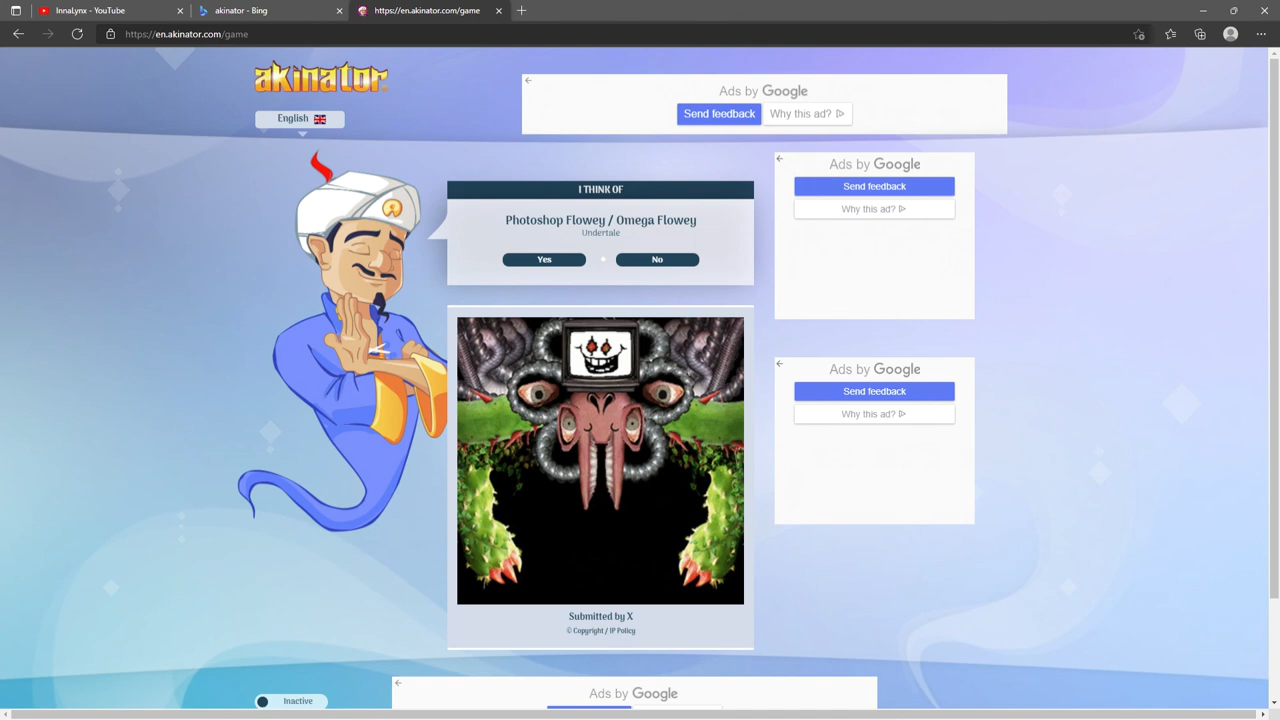 InnaLynx - YouTube
akinator - Bing
https://en.akinator.com/game
https://en.akinator.com/game
akinator
English
Ads by Google
Send feedback
Why this ad?
I THINK OF
Photoshop Flowey / Omega Flowey
Undertale
Yes
No
Ads by Google
Send feedback
Why this ad?
Ads by Google
Send feedback
Why this ad?
Submitted by X
© Copyright / IP Policy
Inactive
Ads by Google